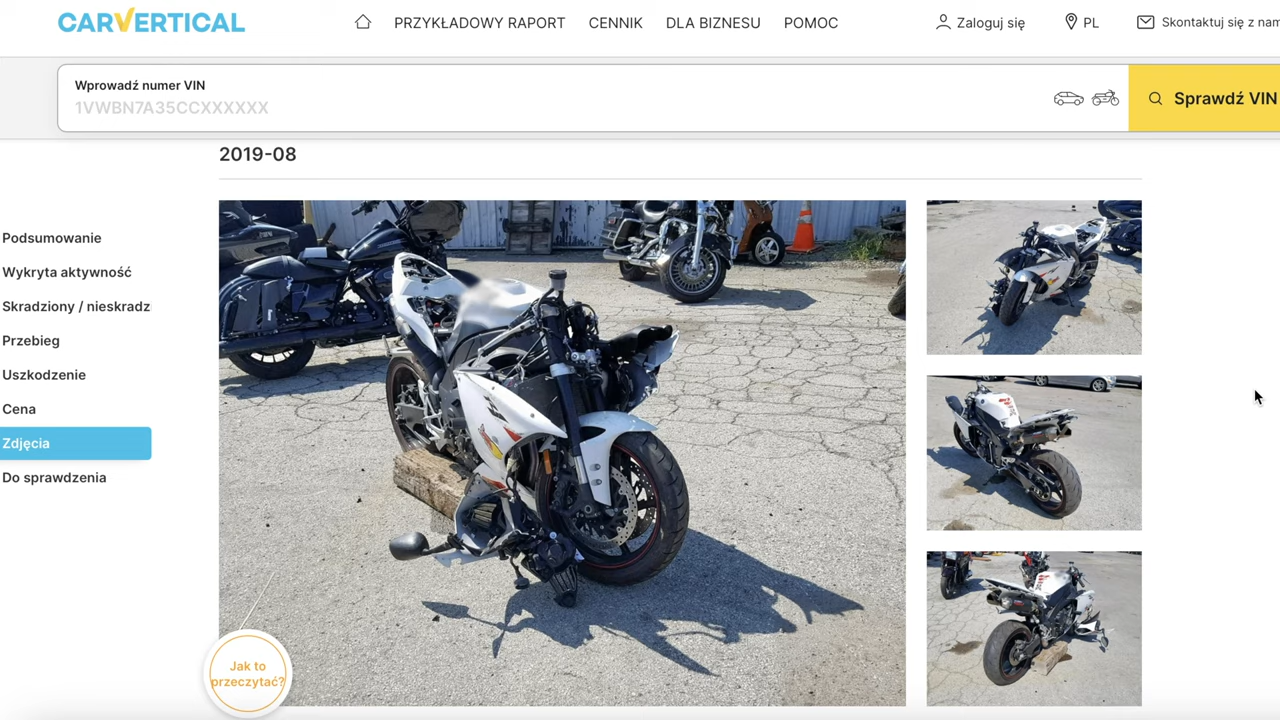 CARVERTICAL
PRZYKŁADOWY RAPORT
CENNIK
DLA BIZNESU
POMOC
Zaloguj się
PL
Skontaktuj się z nam
Wprowadź numer VIN
1VWBN7A35CCXXXXXX
Sprawdź VIN
2019-08
Podsumowanie
Wykryta aktywność
Skradziony / nieskradz
Przebieg
Uszkodzenie
Cena
Zdjęcia
Do sprawdzenia
Jak to
przeczytać?